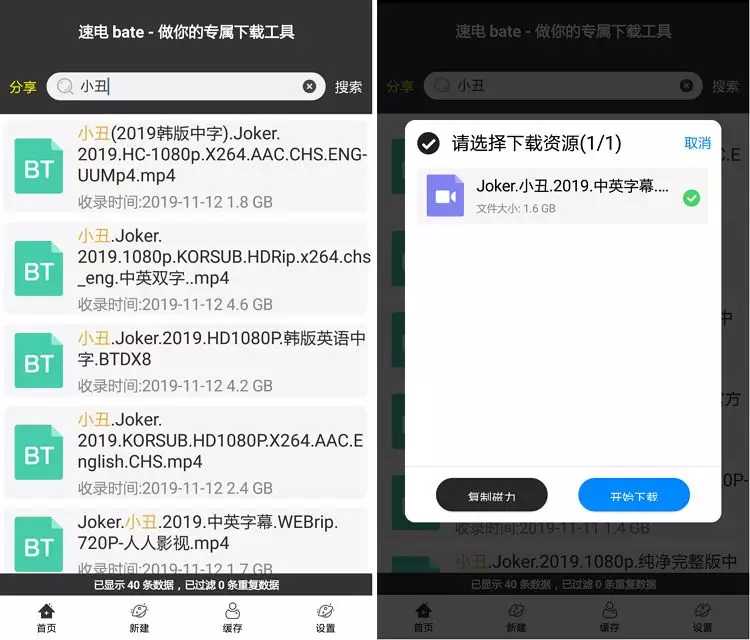 速电 bate - 做你的专属下载工具
分享
小丑
搜索
BT
小丑(2019韩版中字).Joker.
2019.HC-1080p.X264.AAC.CHS.ENG-
UUMp4.mp4
收录时间:2019-11-12 1.8 GB
BT
小丑.Joker.
2019.1080p.KORSUB.HDRip.x264.chs
_eng.中英双字..mp4
收录时间:2019-11-12 4.6 GB
BT
小丑.Joker.2019.HD1080P.韩版英语中
字.BTDX8
收录时间:2019-11-12 4.2 GB
BT
小丑.Joker.
2019.KORSUB.HD1080P.X264.AAC.E
nglish.CHS.mp4
收录时间:2019-11-12 2.4 GB
BT
Joker.小丑.2019.中英字幕.WEBrip.
720P-人人影视.mp4
收录时间:2019-11-12 1.7 GB
已显示 40 条数据，已过滤 0 条重复数据
首页
新建
缓存
设置
速电 bate - 做你的专属下载工具
分享
小丑
搜索
请选择下载资源(1/1)
取消
Joker.小丑.2019.中英字幕....
文件大小: 1.6 GB
复制磁力
开始下载
C.E
中
方
0P-
收录时间:2019-11-11 1.4 GB
小丑.Joker.2019.1080p.纯净完整版中
已显示 40 条数据，已过滤 0 条重复数据
首页
新建
缓存
设置